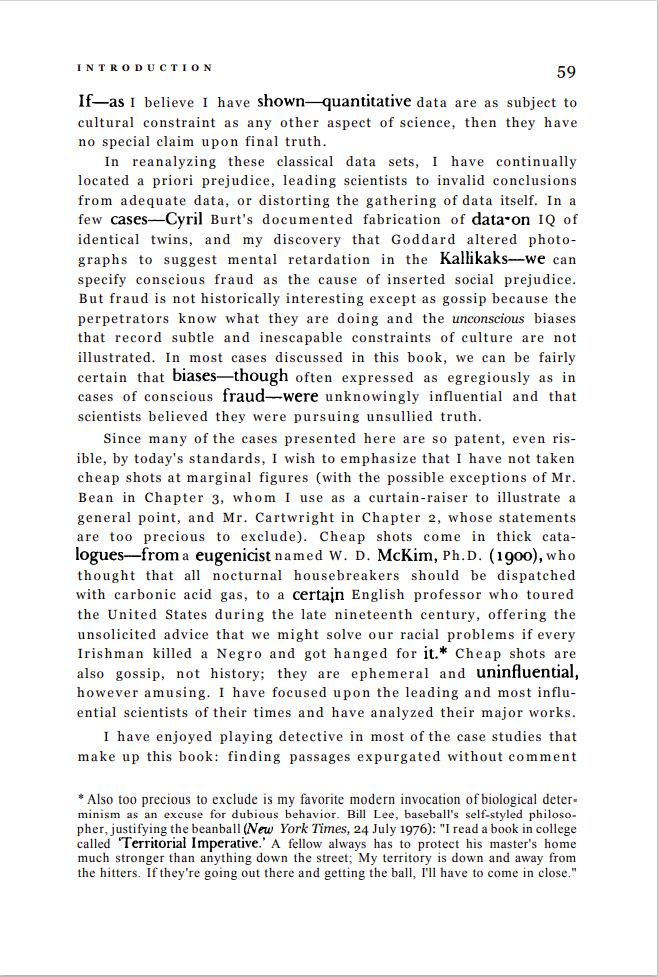 INTRODUCTION 59
If—as I believe I have shown—quantitative data are as subject to
cultural constraint as any other aspect of science, then they have
no special claim upon final truth.
In reanalyzing these classical data sets, I have continually
located a priori prejudice, leading scientists to invalid conclusions
from adequate data, or distorting the gathering of data itself. In a
few cases—Cyril Burt's documented fabrication of data•on IQ of
identical twins, and my discovery that Goddard altered photo-
graphs to suggest mental retardation in the Kallikaks—we can
specify conscious fraud as the cause of inserted social prejudice.
But fraud is not historically interesting except as gossip because the
perpetrators know what they are doing and the unconscious biases
that record subtle and inescapable constraints of culture are not
illustrated. In most cases discussed in this book, we can be fairly
certain that biases—though often expressed as egregiously as in
cases of conscious fraud—were unknowingly influential and that
scientists believed they were pursuing unsullied truth.
Since many of the cases presented here are so patent, even ris-
ible, by today's standards, I wish to emphasize that I have not taken
cheap shots at marginal figures (with the possible exceptions of Mr.
Bean in Chapter 3, whom I use as a curtain-raiser to illustrate a
general point, and Mr. Cartwright in Chapter 2, whose statements
are too precious to exclude). Cheap shots come in thick cata-
logues—from a eugenicist named W. D. McKim, Ph.D. (1900), who
thought that all nocturnal housebreakers should be dispatched
with carbonic acid gas, to a certain English professor who toured
the United States during the late nineteenth century, offering the
unsolicited advice that we might solve our racial problems if every
Irishman killed a Negro and got hanged for it.* Cheap shots are
also gossip, not history; they are ephemeral and uninfluential,
however amusing. I have focused upon the leading and most influ-
ential scientists of their times and have analyzed their major works.
I have enjoyed playing detective in most of the case studies that
make up this book: finding passages expurgated without comment
* Also too precious to exclude is my favorite modern invocation of biological deter-
minism as an excuse for dubious behavior. Bill Lee, baseball's self-styled philoso-
pher, justifying the beanball (New York Times, 24 July 1976): "I read a book in college
called 'Territorial Imperative.' A fellow always has to protect his master's home
much stronger than anything down the street; My territory is down and away from
the hitters. If they're going out there and getting the ball, I'll have to come in close."